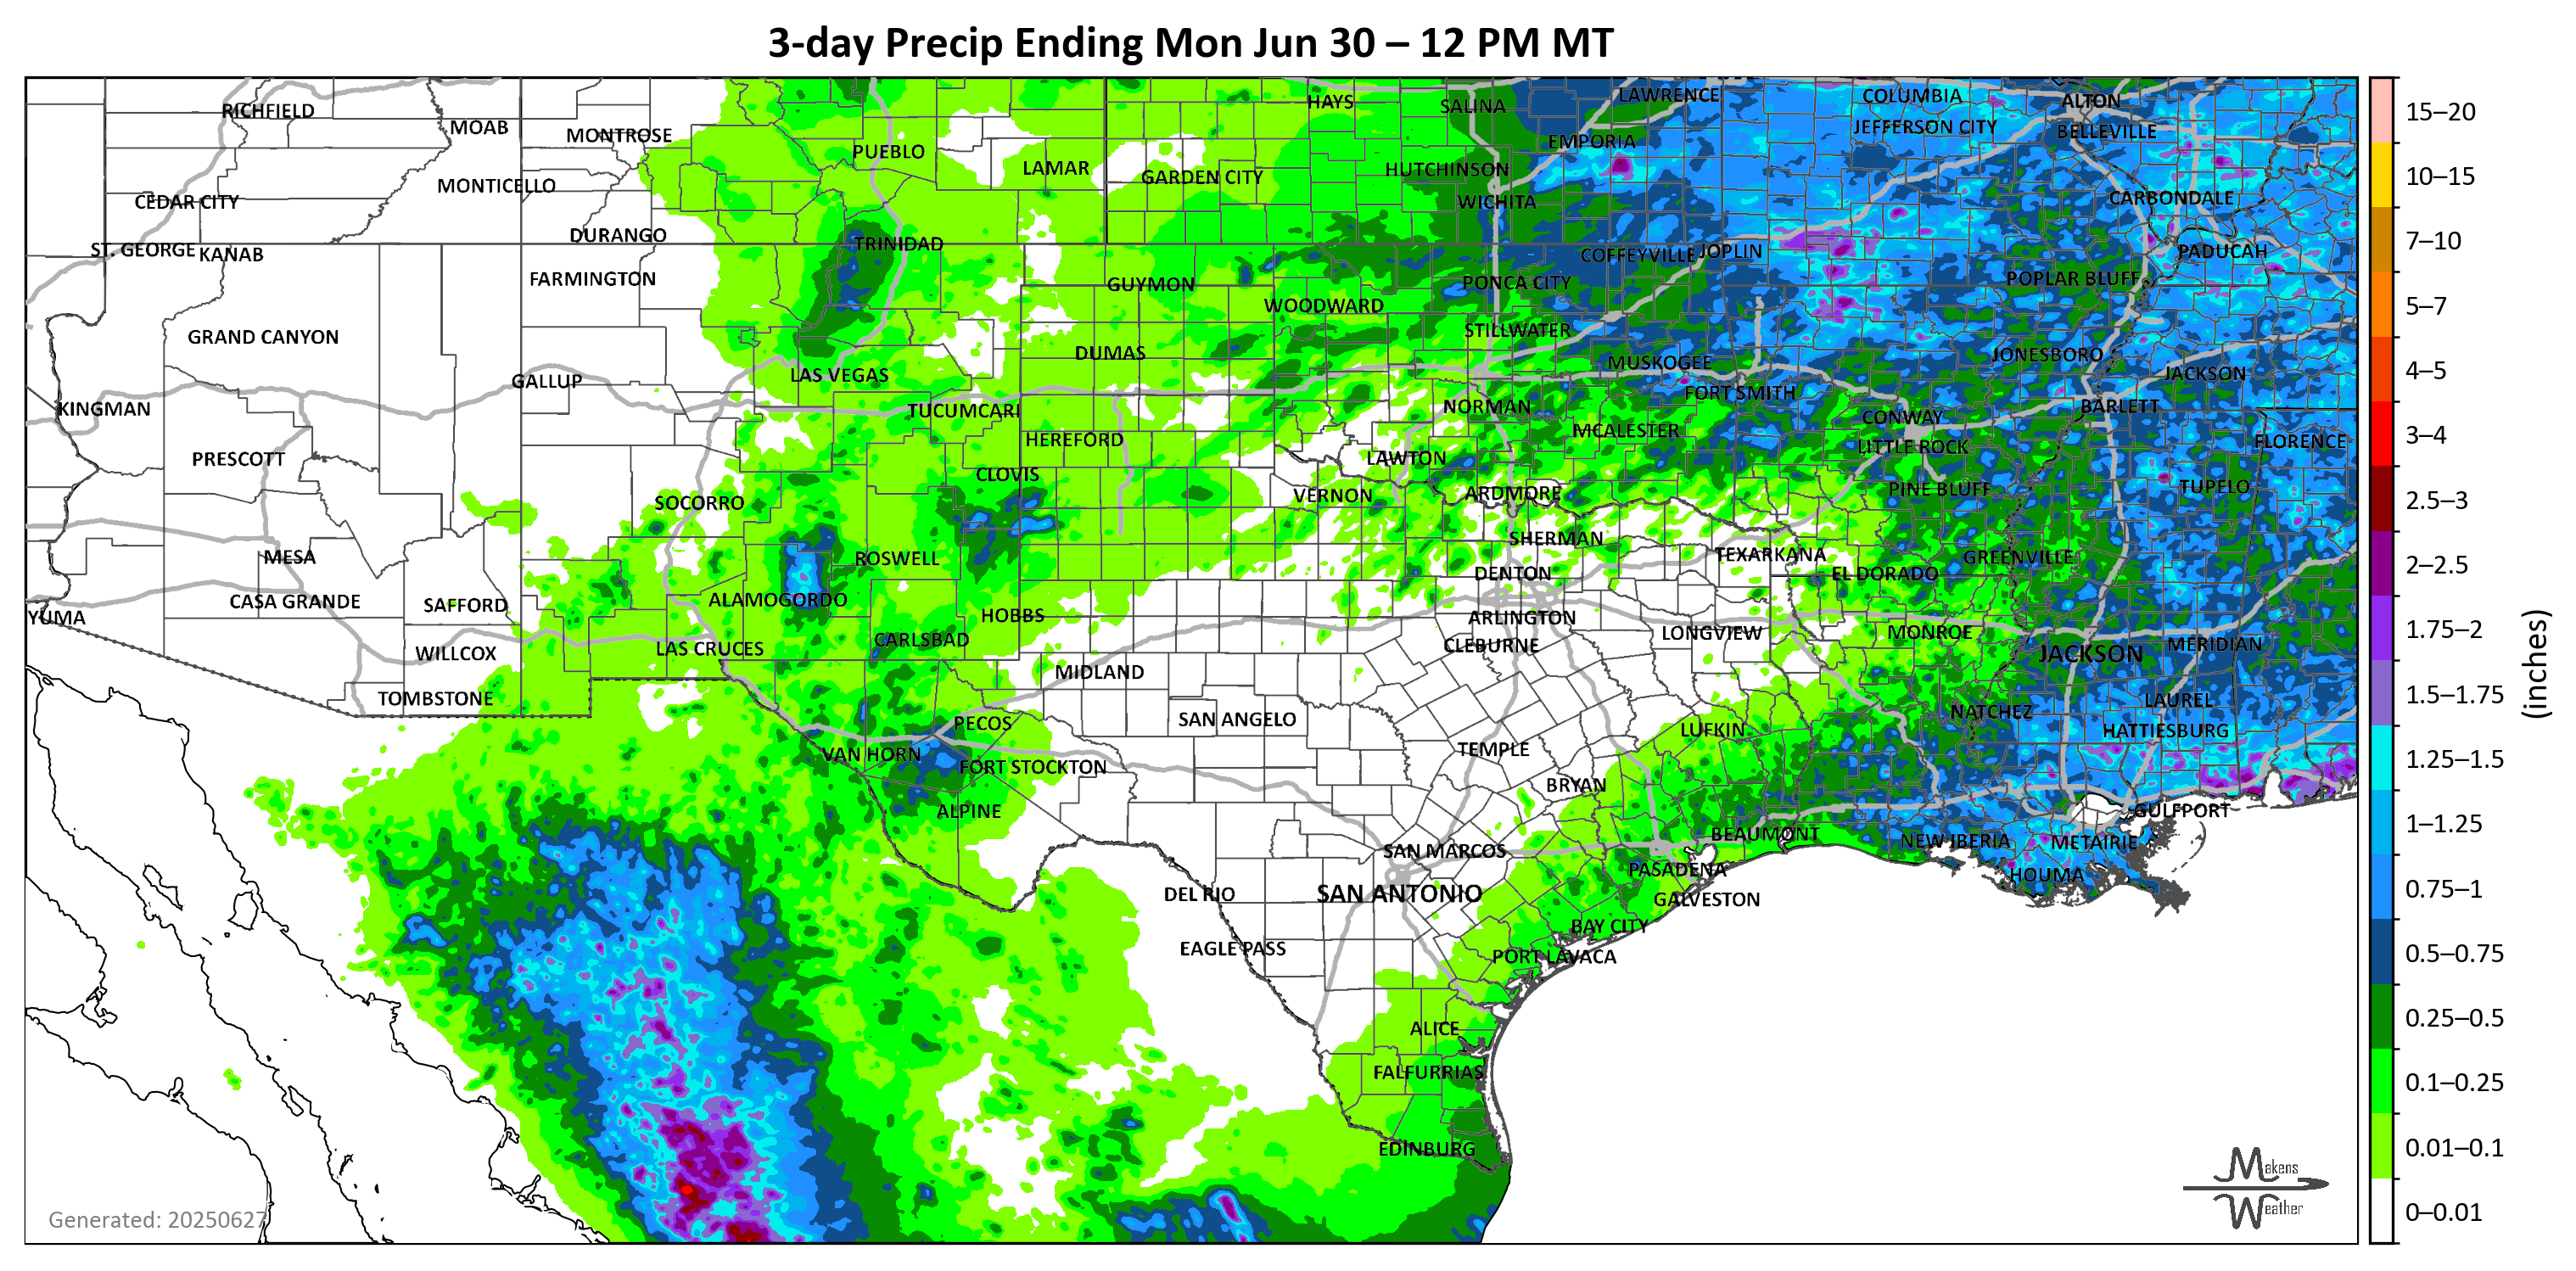 3-day Precip Ending Mon Jun 30 – 12 PM MT
RICHFIELD
MOAB
MONTROSE
PUEBLO
LAMAR
HAYS
SALINA
LAWRENCE
COLUMBIA
ALTON
GARDEN CITY
HUTCHINSON
EMPORIA
JEFFERSON CITY
BELLEVILLE
CEDAR CITY
MONTICELLO
WICHITA
CARBONDALE
ST. GEORGE
KANAB
DURANGO
TRINIDAD
COFFEYVILLE
JOPLIN
PADUCAH
FARMINGTON
GUYMON
PONCA CITY
POPLAR BLUFF
WOODWARD
GRAND CANYON
DUMAS
STILLWATER
JONESBORO
GALLUP
LAS VEGAS
MUSKOGEE
JACKSON
KINGMAN
TUCUMCARI
NORMAN
FORT SMITH
CONWAY
BARLETT
HEREFORD
MCALESTER
LITTLE ROCK
FLORENCE
PRESCOTT
CLOVIS
LAWTON
SOCORRO
VERNON
ARDMORE
PINE BLUFF
TUPELO
MESA
ROSWELL
SHERMAN
TEXARKANA
GREENVILLE
DENTON
EL DORADO
YUMA
CASA GRANDE
SAFFORD
ALAMOGORDO
HOBBS
ARLINGTON
WILLCOX
LAS CRUCES
CARLSBAD
CLEBURNE
LONGVIEW
MONROE
JACKSON
MERIDIAN
TOMBSTONE
MIDLAND
LAUREL
PECOS
SAN ANGELO
LUFKIN
NATCHEZ
HATTIESBURG
VAN HORN
FORT STOCKTON
TEMPLE
ALPINE
BRYAN
GULFPORT
SAN MARCOS
BEAUMONT
NEW IBERIA
METAIRIE
DEL RIO
SAN ANTONIO
PASADENA
GALVESTON
HOUMA
EAGLE PASS
BAY CITY
PORT LAVACA
ALICE
FALFURRIAS
EDINBURG
Generated: 20250627
Makens
Weather
15–20
10–15
7–10
5–7
4–5
3–4
2.5–3
2–2.5
1.75–2
1.5–1.75
1.25–1.5
1–1.25
0.75–1
0.5–0.75
0.25–0.5
0.1–0.25
0.01–0.1
0–0.01
(inches)